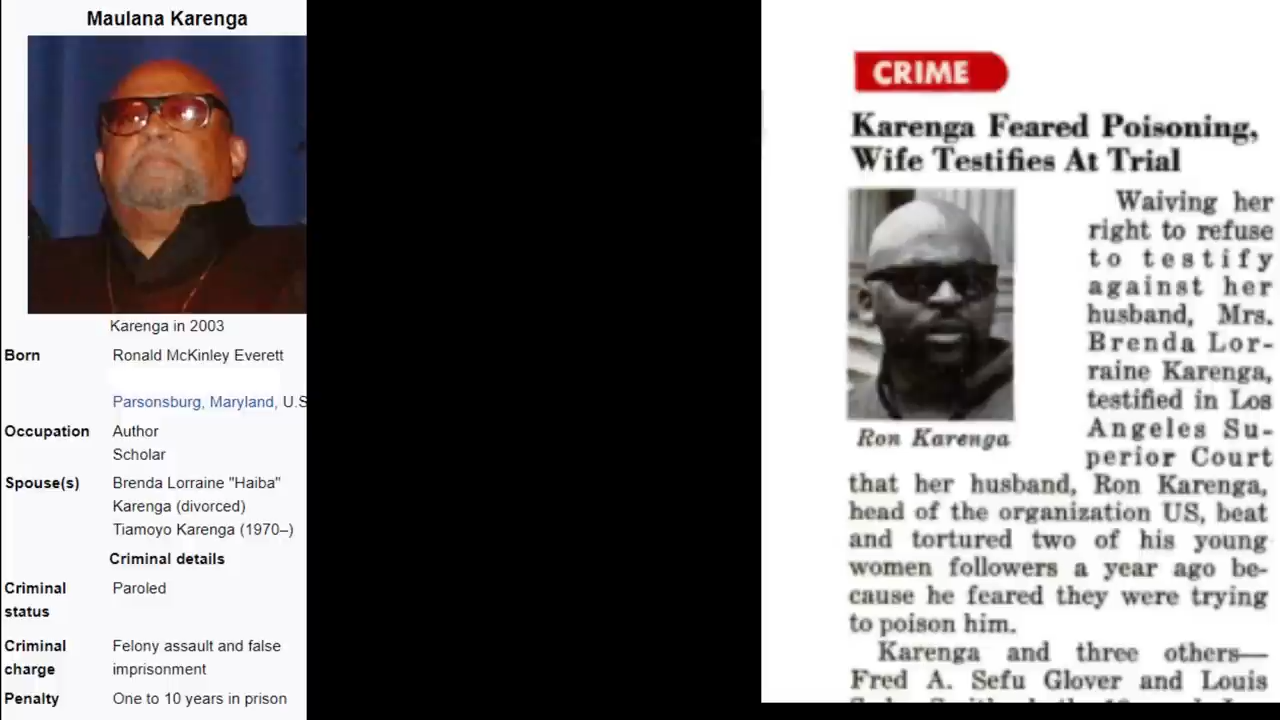 Maulana Karenga
Karenga in 2003
Born Ronald McKinley Everett
Parsonsburg, Maryland, U.S
Occupation Author
Scholar
Spouse(s) Brenda Lorraine "Haiba"
Karenga (divorced)
Tiamoyo Karenga (1970–)
Criminal details
Criminal status Paroled
Criminal charge Felony assault and false
imprisonment
Penalty One to 10 years in prison
CRIME
Karenga Feared Poisoning,
Wife Testifies At Trial
Waiving her
right to refuse
to testify
against her
husband, Mrs.
Brenda Lor-
raine Karenga,
testified in Los
Angeles Su-
perior Court
Ron Karenga
that her husband, Ron Karenga,
head of the organization US, beat
and tortured two of his young
women followers a year ago be-
cause he feared they were trying
to poison him.
Karenga and three others—
Fred A. Sefu Glover and Louis